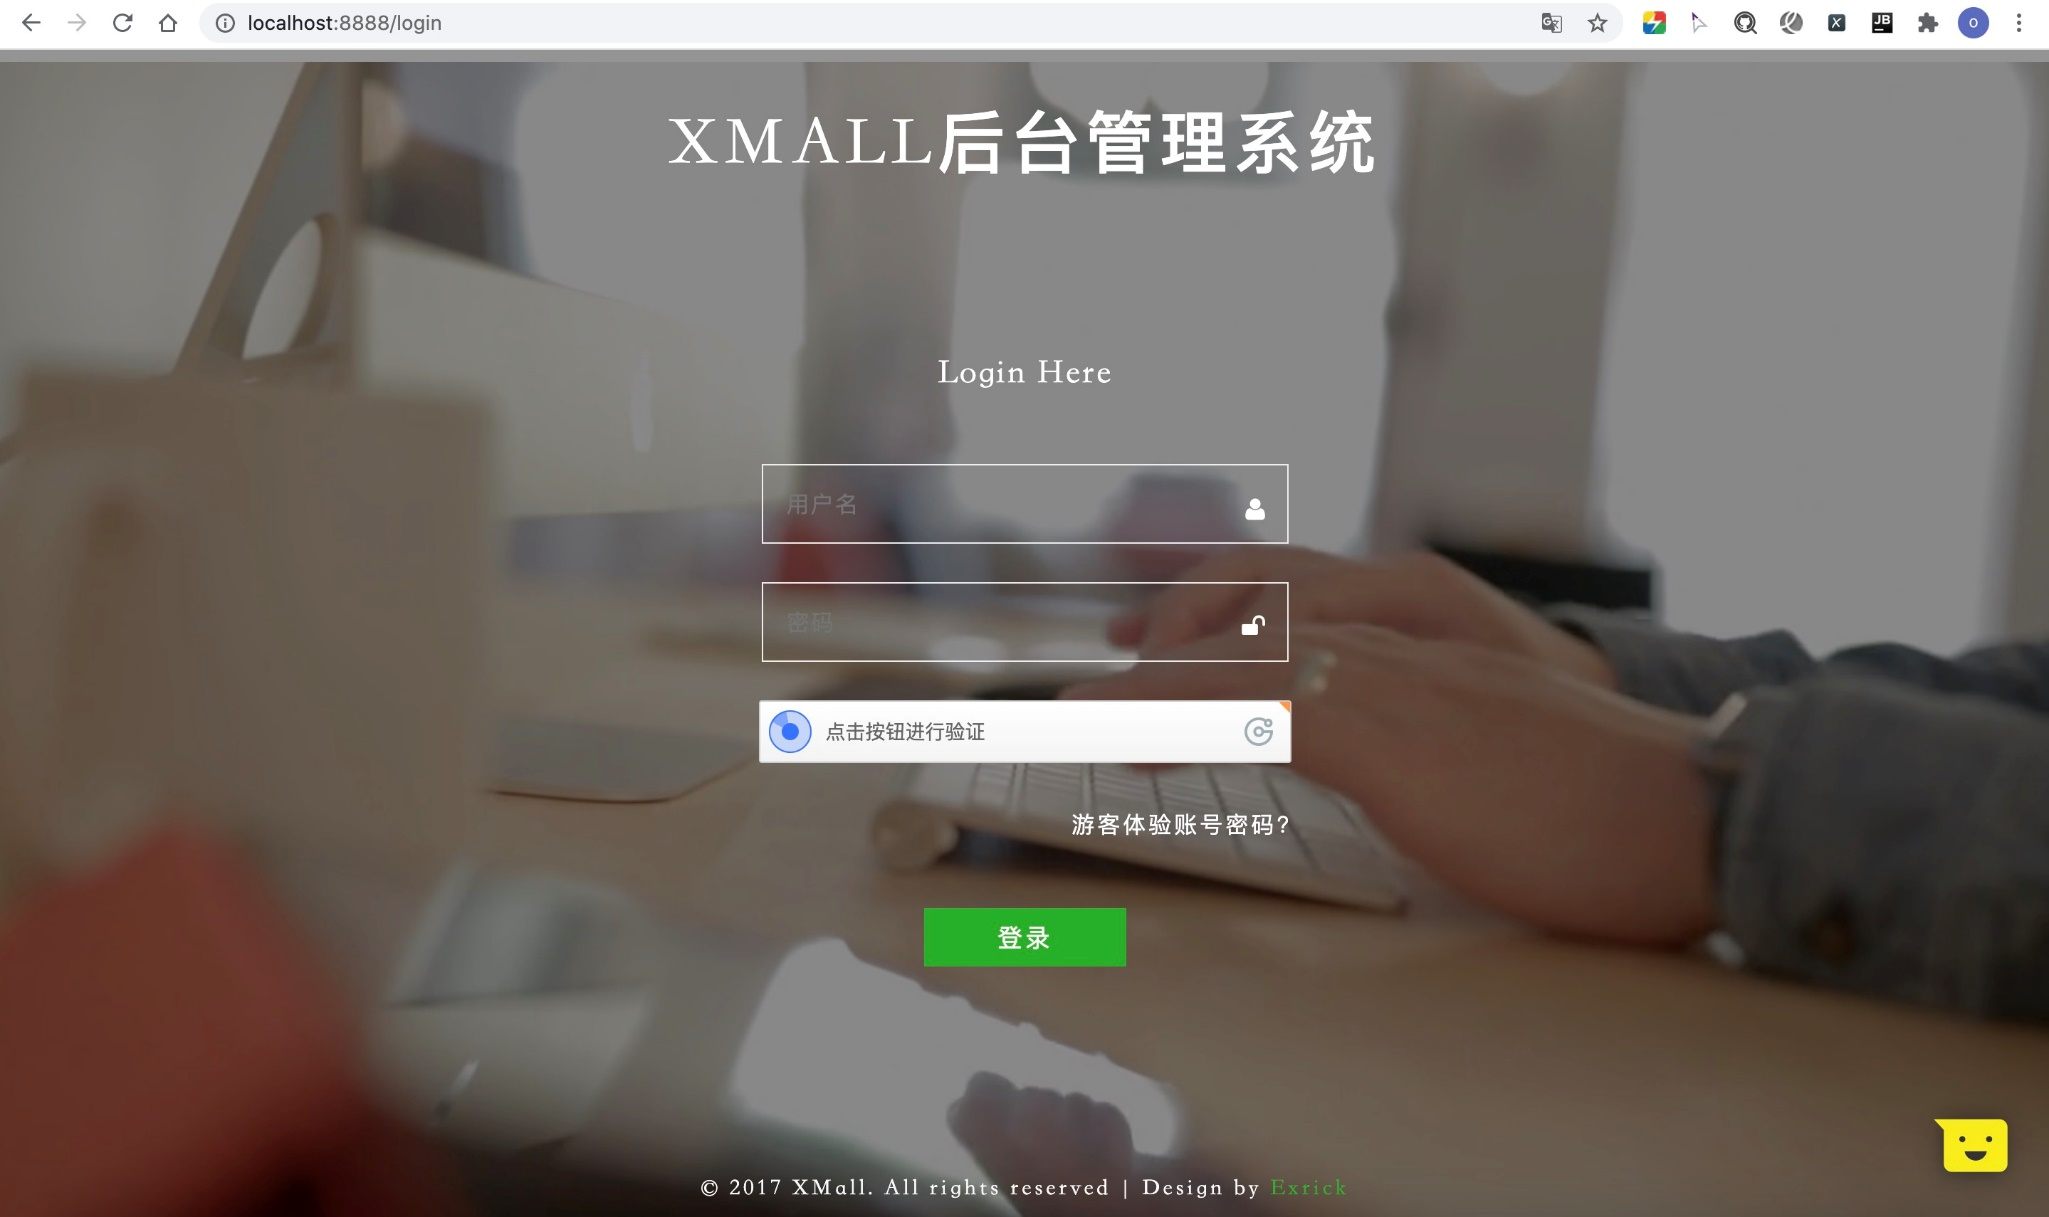 localhost:8888/login
JB
o
XMALL后台管理系统
Login Here
用户名
密码
点击按钮进行验证
游客体验账号密码?
登录
© 2017 XMall. All rights reserved | Design by Exrick